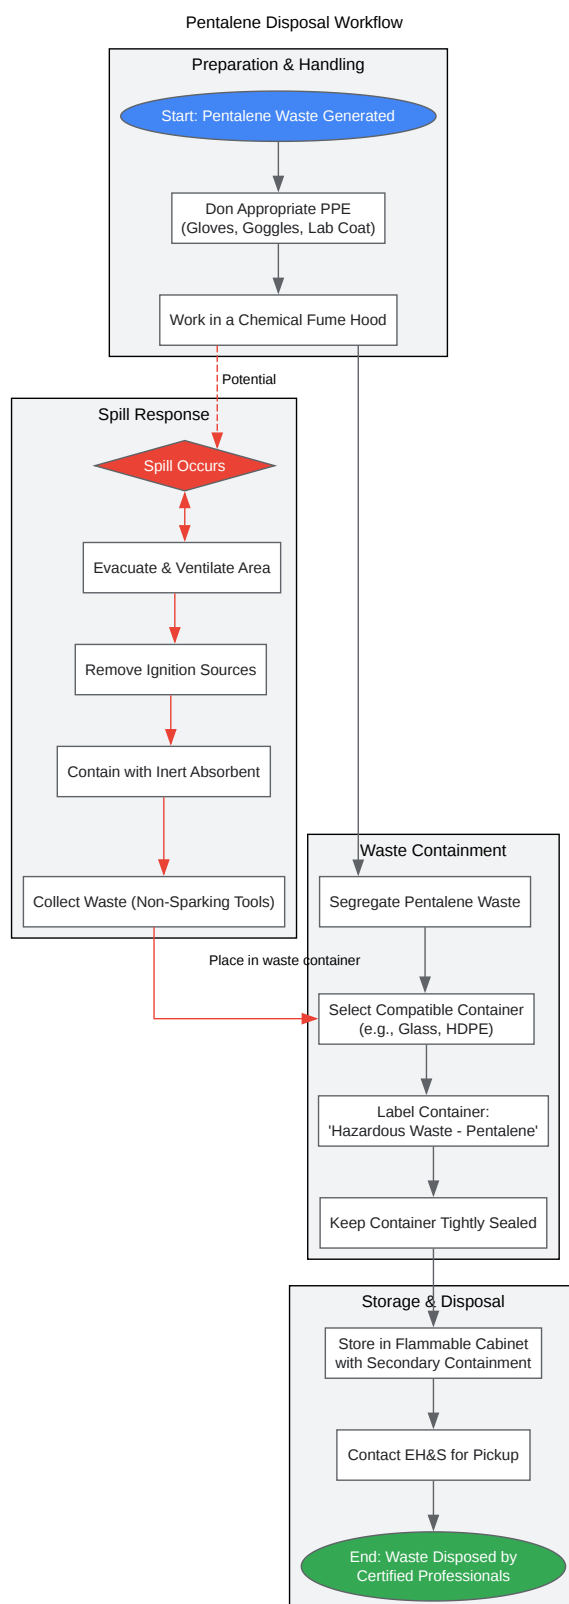 Pentalene Disposal Workflow
Preparation & Handling
Start: Pentalene Waste Generated
Don Appropriate PPE
(Gloves, Goggles, Lab Coat)
Work in a Chemical Fume Hood
Potential
Spill Response
Spill Occurs
Evacuate & Ventilate Area
Remove Ignition Sources
Contain with Inert Absorbent
Collect Waste (Non-Sparking Tools)
Place in waste container
Waste Containment
Segregate Pentalene Waste
Select Compatible Container
(e.g., Glass, HDPE)
Label Container:
'Hazardous Waste - Pentalene'
Keep Container Tightly Sealed
Storage & Disposal
Store in Flammable Cabinet
with Secondary Containment
Contact EH&S for Pickup
End: Waste Disposed by
Certified Professionals